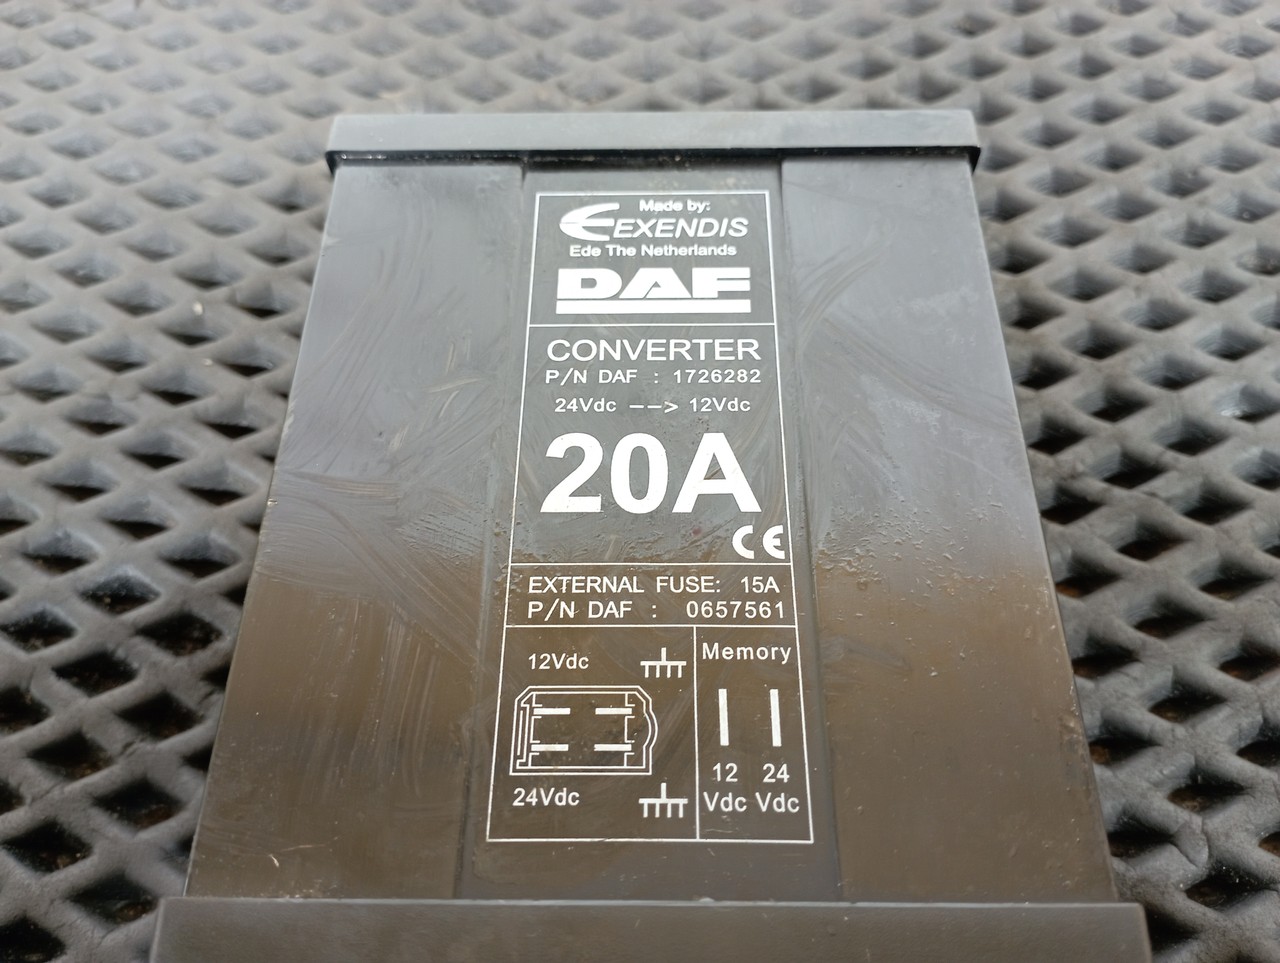 Made by:
EXENDIS
Ede The Netherlands
DAF
CONVERTER
P/N DAF : 1726282
24Vdc --> 12Vdc
20A
CE
EXTERNAL FUSE: 15A
P/N DAF : 0657561
12Vdc
24Vdc
Memory
12 24
Vdc Vdc